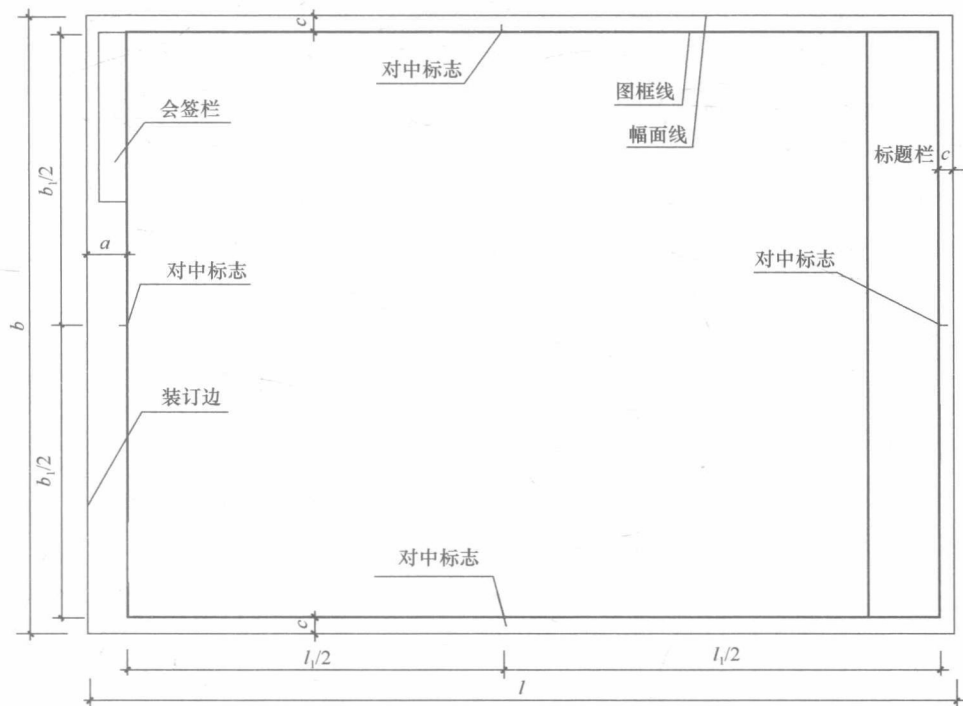 c
对中标志
图框线
幅面线
会签栏
标题栏
c
b₁/2
a
对中标志
对中标志
b
装订边
b₁/2
对中标志
c
l₁/2
l₁/2
l